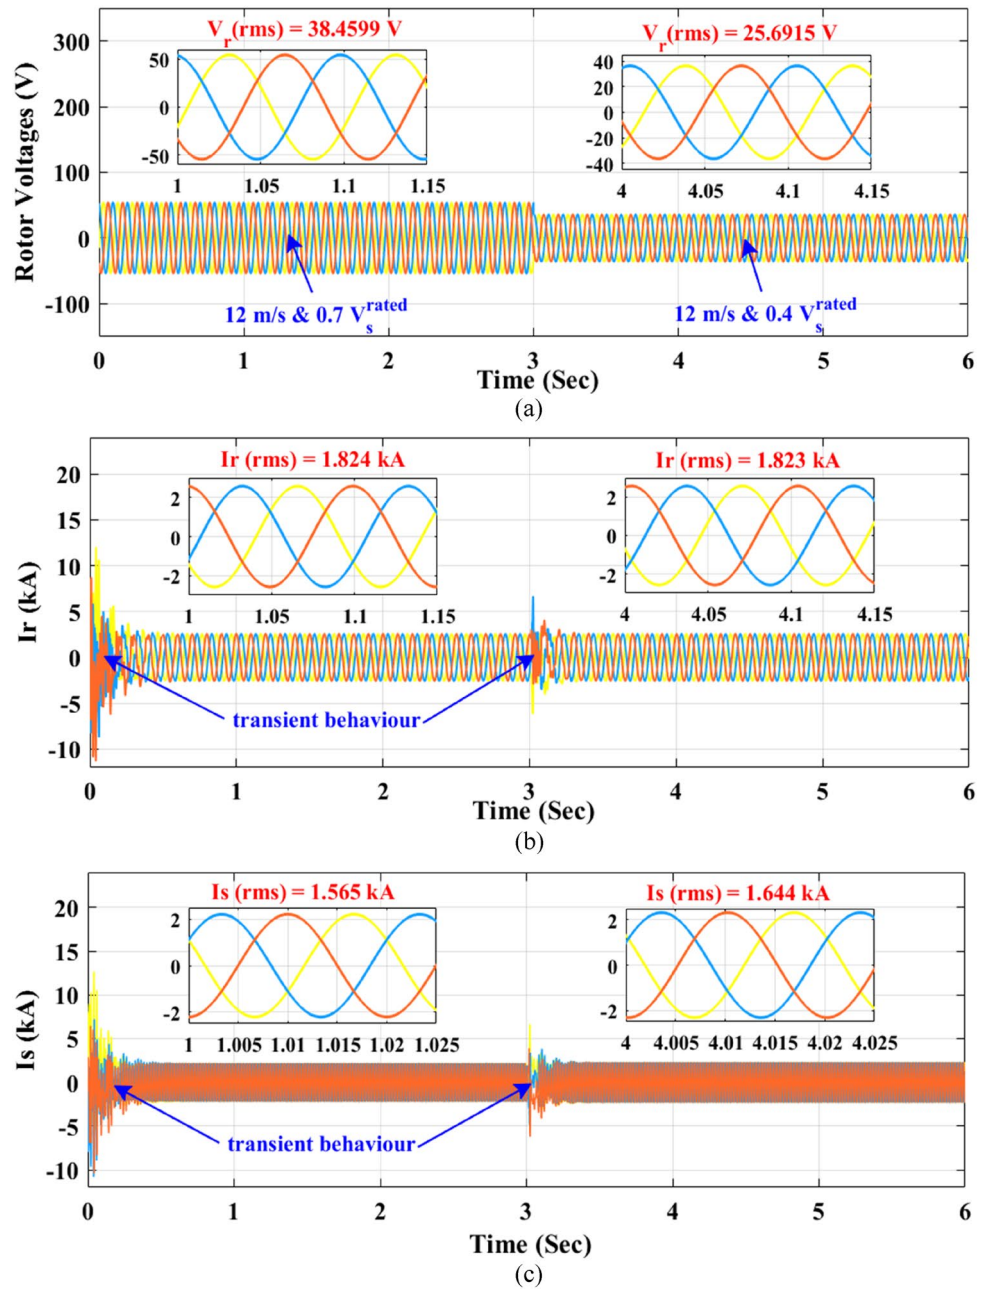 V_r(rms) = 38.4599 V
V_r(rms) = 25.6915 V
300
200
100
0
-100
Rotor Voltages (V)
50
0
-50
1 1.05 1.1 1.15
40
20
0
-20
-40
4 4.05 4.1 4.15
12 m/s & 0.7 V_s^rated
12 m/s & 0.4 V_s^rated
0 1 2 3 4 5 6
Time (Sec)
(a)
Ir (rms) = 1.824 kA
Ir (rms) = 1.823 kA
20
15
10
5
0
-5
-10
Ir (kA)
2
0
-2
1 1.05 1.1 1.15
2
0
-2
4 4.05 4.1 4.15
transient behaviour
0 1 2 3 4 5 6
Time (Sec)
(b)
Is (rms) = 1.565 kA
Is (rms) = 1.644 kA
20
15
10
5
0
-5
-10
Is (kA)
2
0
-2
1 1.005 1.01 1.015 1.02 1.025
2
0
-2
4 4.005 4.01 4.015 4.02 4.025
transient behaviour
0 1 2 3 4 5 6
Time (Sec)
(c)